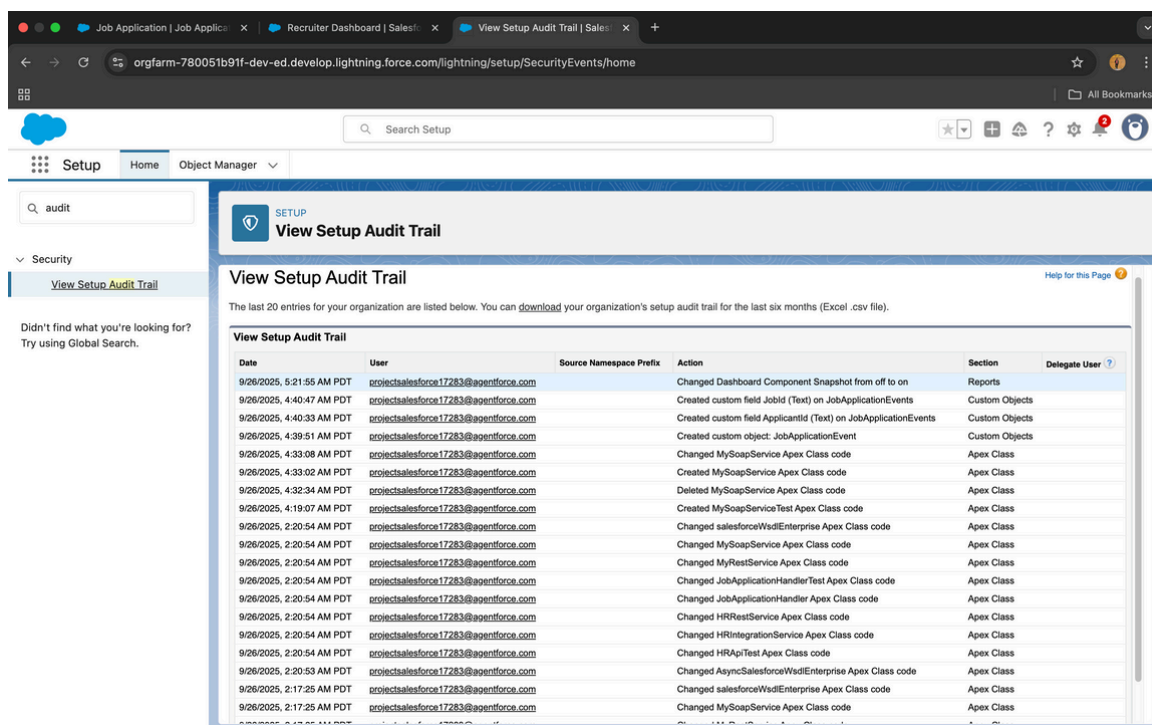 Job Application | Job Applica
Recruiter Dashboard | Salesfo
View Setup Audit Trail | Sales
orgfarm-780051b91f-dev-ed.develop.lightning.force.com/lightning/setup/SecurityEvents/home
All Bookmarks
Search Setup
2
Setup Home Object Manager
audit
Security
View Setup Audit Trail
Didn't find what you're looking for?
Try using Global Search.
SETUP
View Setup Audit Trail
View Setup Audit Trail
Help for this Page ?
The last 20 entries for your organization are listed below. You can download your organization's setup audit trail for the last six months (Excel .csv file).
View Setup Audit Trail
Date User Source Namespace Prefix Action Section Delegate User ?
9/26/2025, 5:21:55 AM PDT projectsalesforce17283@agentforce.com Changed Dashboard Component Snapshot from off to on Reports
9/26/2025, 4:40:47 AM PDT projectsalesforce17283@agentforce.com Created custom field JobId (Text) on JobApplicationEvents Custom Objects
9/26/2025, 4:40:33 AM PDT projectsalesforce17283@agentforce.com Created custom field ApplicantId (Text) on JobApplicationEvents Custom Objects
9/26/2025, 4:39:51 AM PDT projectsalesforce17283@agentforce.com Created custom object: JobApplicationEvent Custom Objects
9/26/2025, 4:33:08 AM PDT projectsalesforce17283@agentforce.com Changed MySoapService Apex Class code Apex Class
9/26/2025, 4:33:02 AM PDT projectsalesforce17283@agentforce.com Created MySoapService Apex Class code Apex Class
9/26/2025, 4:32:34 AM PDT projectsalesforce17283@agentforce.com Deleted MySoapService Apex Class code Apex Class
9/26/2025, 4:19:07 AM PDT projectsalesforce17283@agentforce.com Created MySoapServiceTest Apex Class code Apex Class
9/26/2025, 2:20:54 AM PDT projectsalesforce17283@agentforce.com Changed salesforceWsdlEnterprise Apex Class code Apex Class
9/26/2025, 2:20:54 AM PDT projectsalesforce17283@agentforce.com Changed MySoapService Apex Class code Apex Class
9/26/2025, 2:20:54 AM PDT projectsalesforce17283@agentforce.com Changed MyRestService Apex Class code Apex Class
9/26/2025, 2:20:54 AM PDT projectsalesforce17283@agentforce.com Changed JobApplicationHandlerTest Apex Class code Apex Class
9/26/2025, 2:20:54 AM PDT projectsalesforce17283@agentforce.com Changed JobApplicationHandler Apex Class code Apex Class
9/26/2025, 2:20:54 AM PDT projectsalesforce17283@agentforce.com Changed HRRestService Apex Class code Apex Class
9/26/2025, 2:20:54 AM PDT projectsalesforce17283@agentforce.com Changed HRIntegrationService Apex Class code Apex Class
9/26/2025, 2:20:54 AM PDT projectsalesforce17283@agentforce.com Changed HRApiTest Apex Class code Apex Class
9/26/2025, 2:20:53 AM PDT projectsalesforce17283@agentforce.com Changed AsyncSalesforceWsdlEnterprise Apex Class code Apex Class
9/26/2025, 2:17:25 AM PDT projectsalesforce17283@agentforce.com Changed salesforceWsdlEnterprise Apex Class code Apex Class
9/26/2025, 2:17:25 AM PDT projectsalesforce17283@agentforce.com Changed MySoapService Apex Class code Apex Class